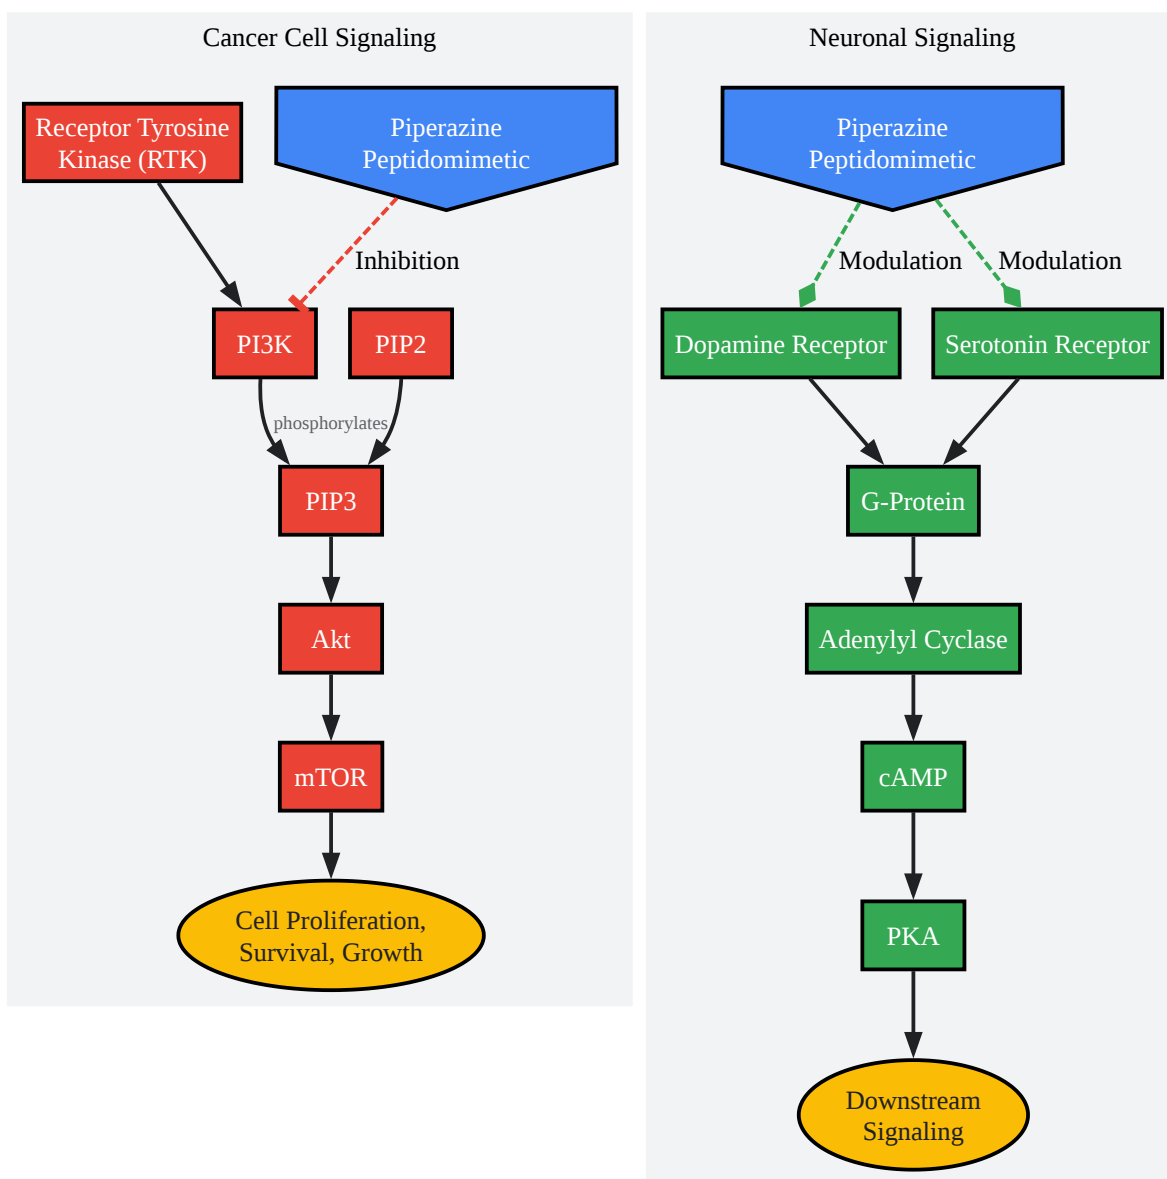 Cancer Cell Signaling
Receptor Tyrosine
Kinase (RTK)
Piperazine
Peptidomimetic
Inhibition
PI3K
PIP2
phosphorylates
PIP3
Akt
mTOR
Cell Proliferation,
Survival, Growth
Neuronal Signaling
Piperazine
Peptidomimetic
Modulation
Modulation
Dopamine Receptor
Serotonin Receptor
G-Protein
Adenylyl Cyclase
cAMP
PKA
Downstream
Signaling